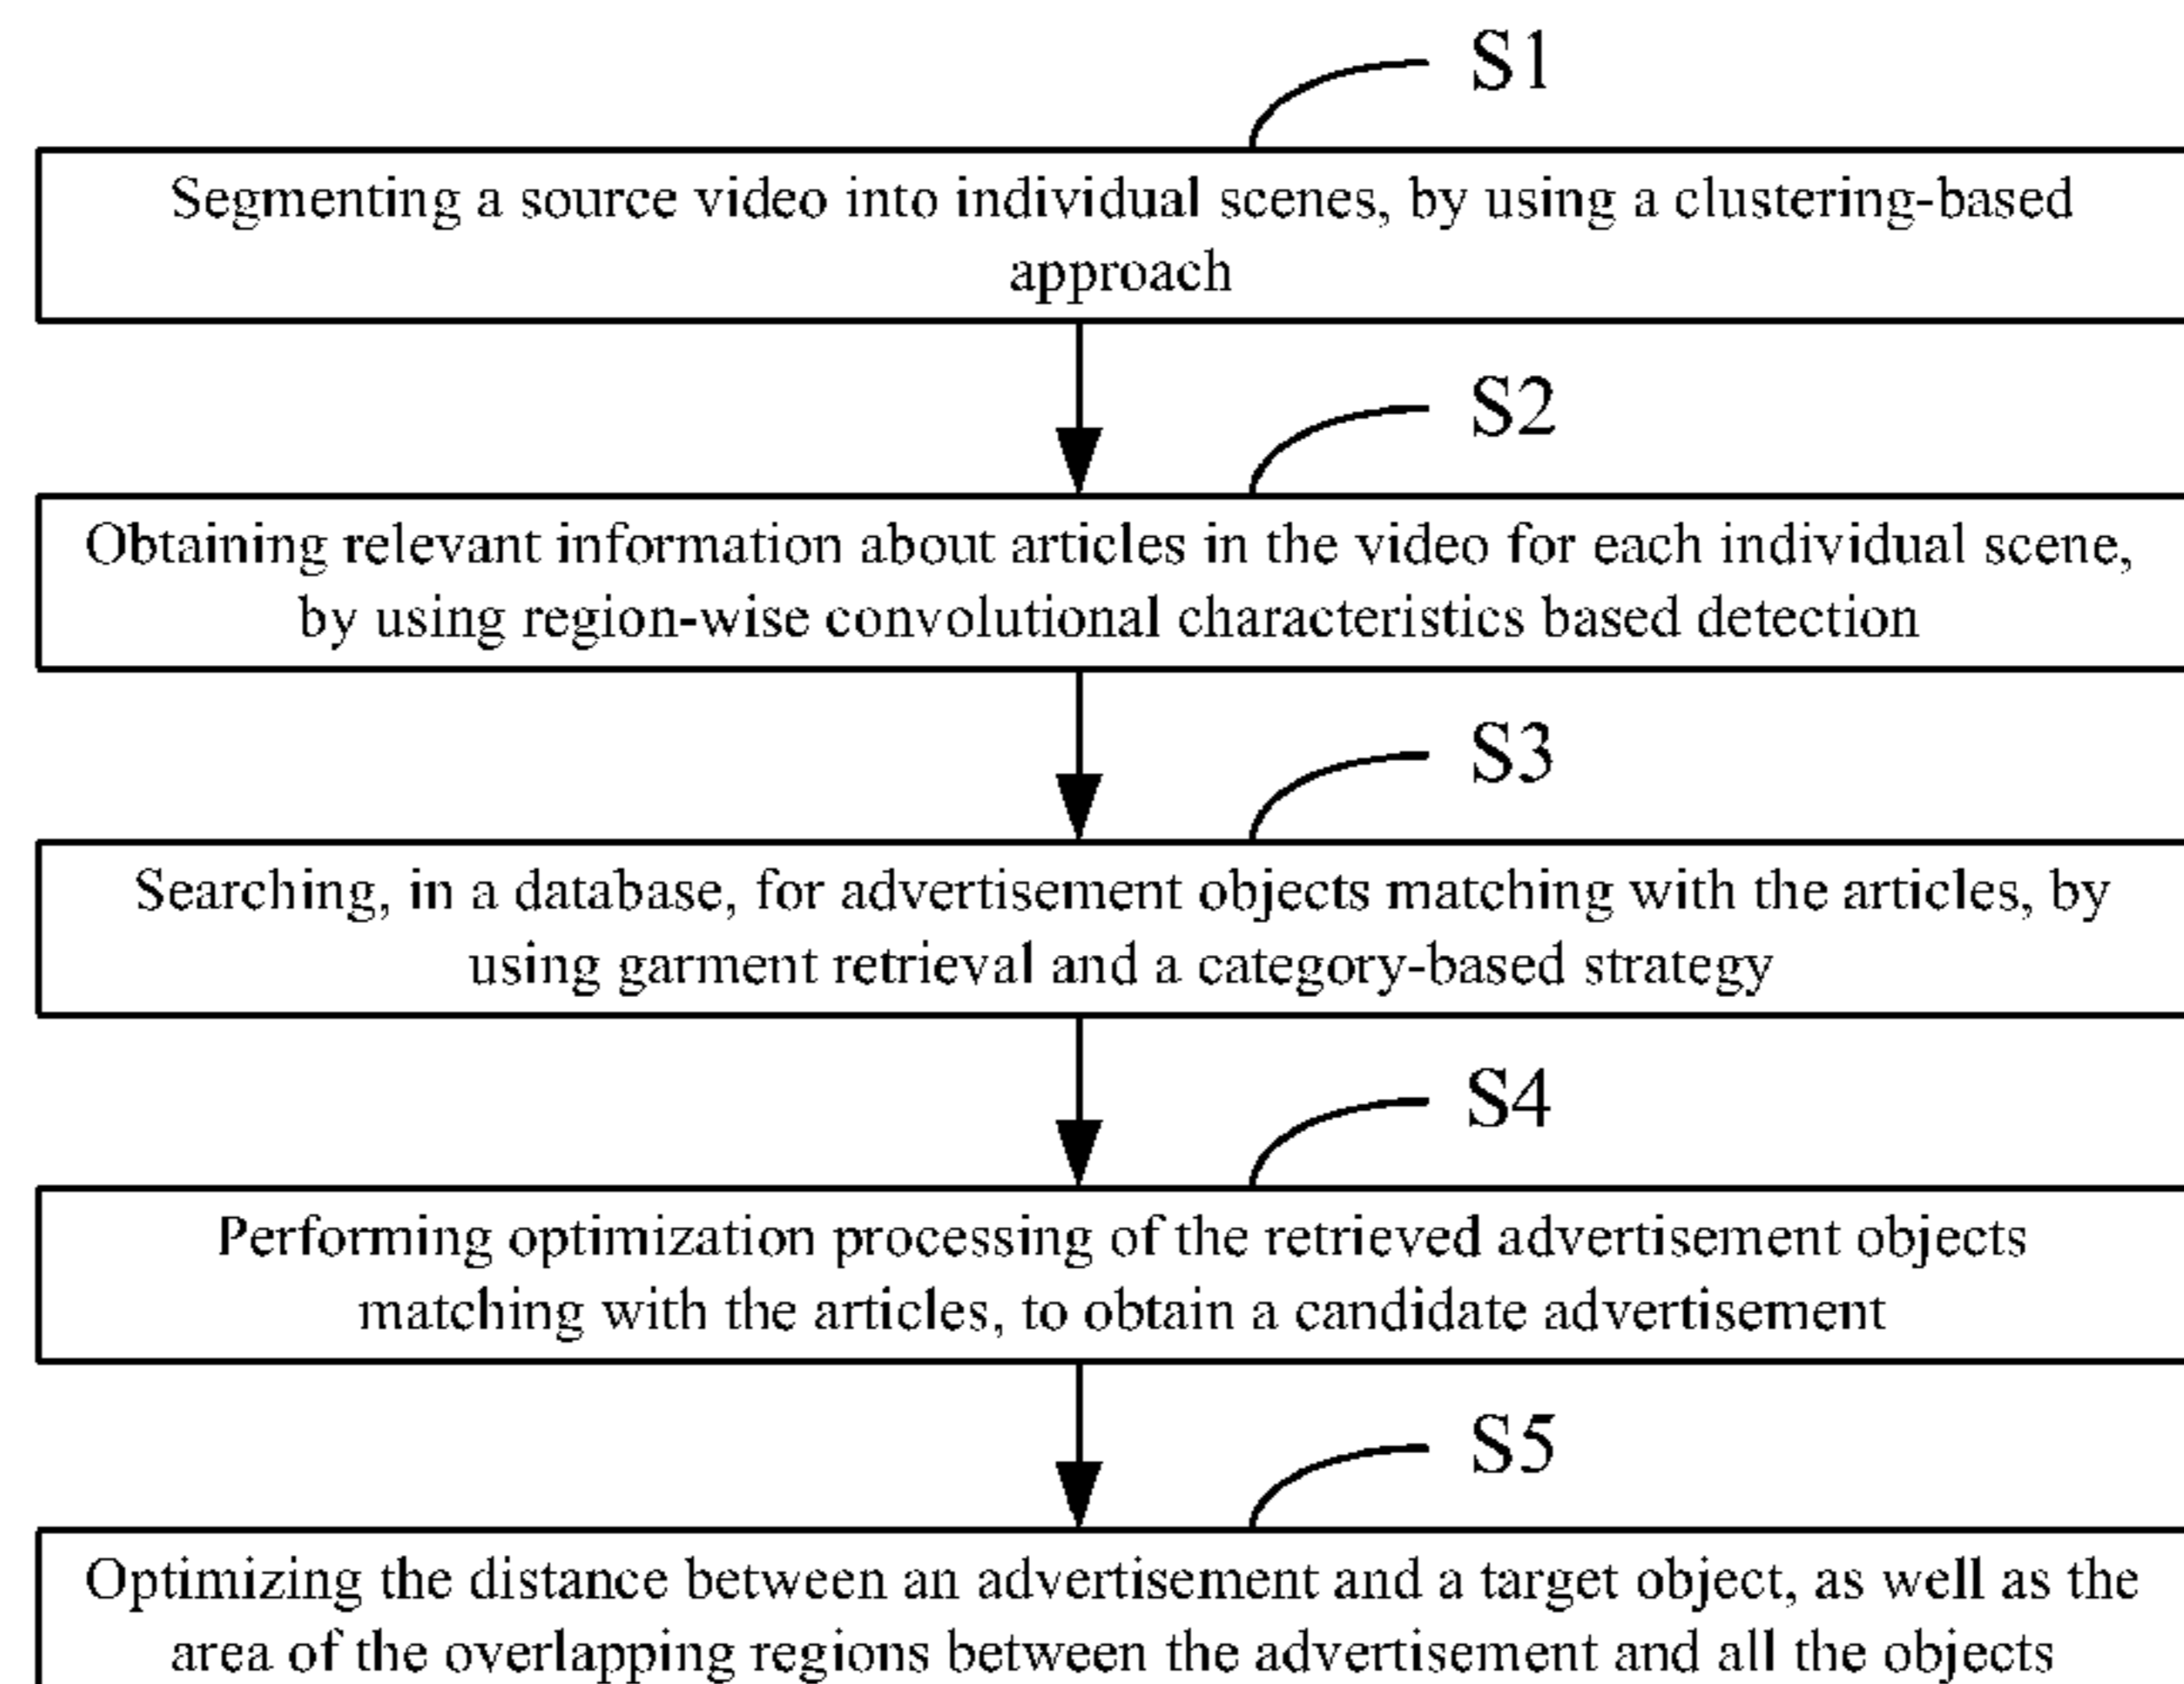 S1
Segmenting a source video into individual scenes, by using a clustering-based
approach
S2
Obtaining relevant information about articles in the video for each individual scene,
by using region-wise convolutional characteristics based detection
S3
Searching, in a database, for advertisement objects matching with the articles, by
using garment retrieval and a category-based strategy
S4
Performing optimization processing of the retrieved advertisement objects
matching with the articles, to obtain a candidate advertisement
S5
Optimizing the distance between an advertisement and a target object, as well as the
area of the overlapping regions between the advertisement and all the objects